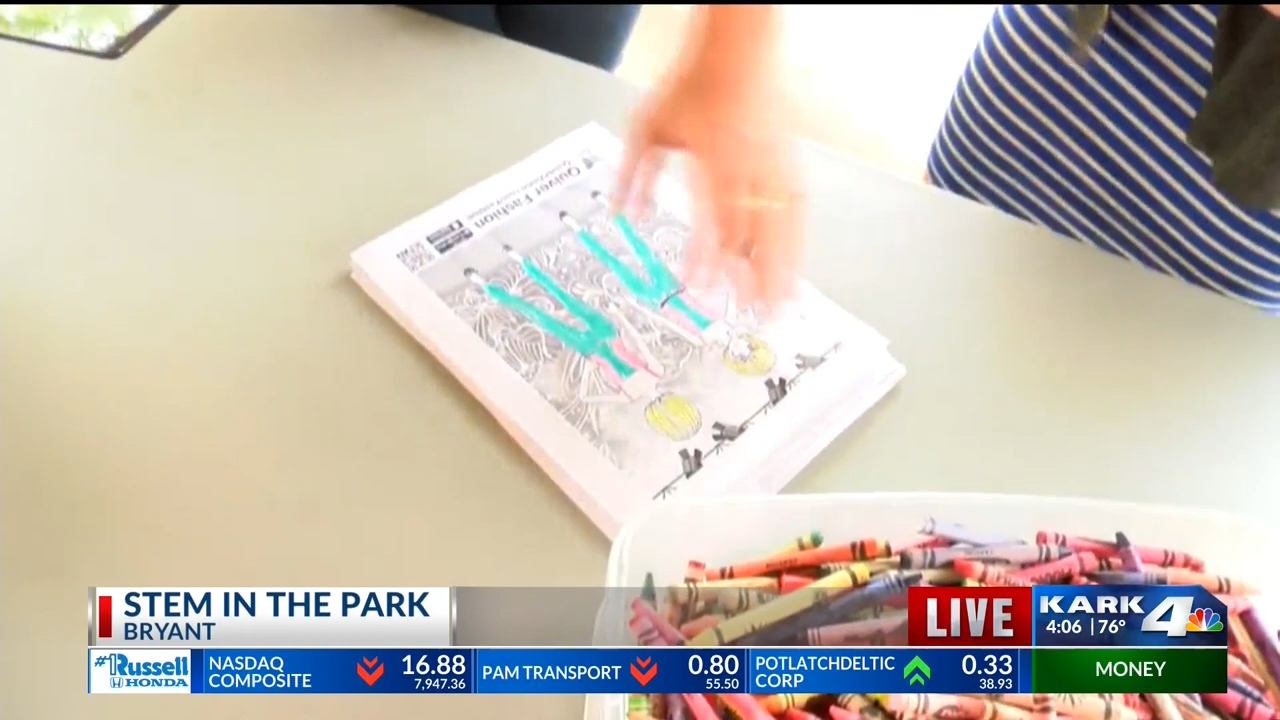 Quiver Fashion
STEM IN THE PARK
BRYANT
LIVE
KARK 4
4:06 | 76°
#1Russell
HONDA
NASDAQ
COMPOSITE
16.88
7,947.36
PAM TRANSPORT
0.80
55.50
POTLATCHDELTIC
CORP
0.33
38.93
MONEY